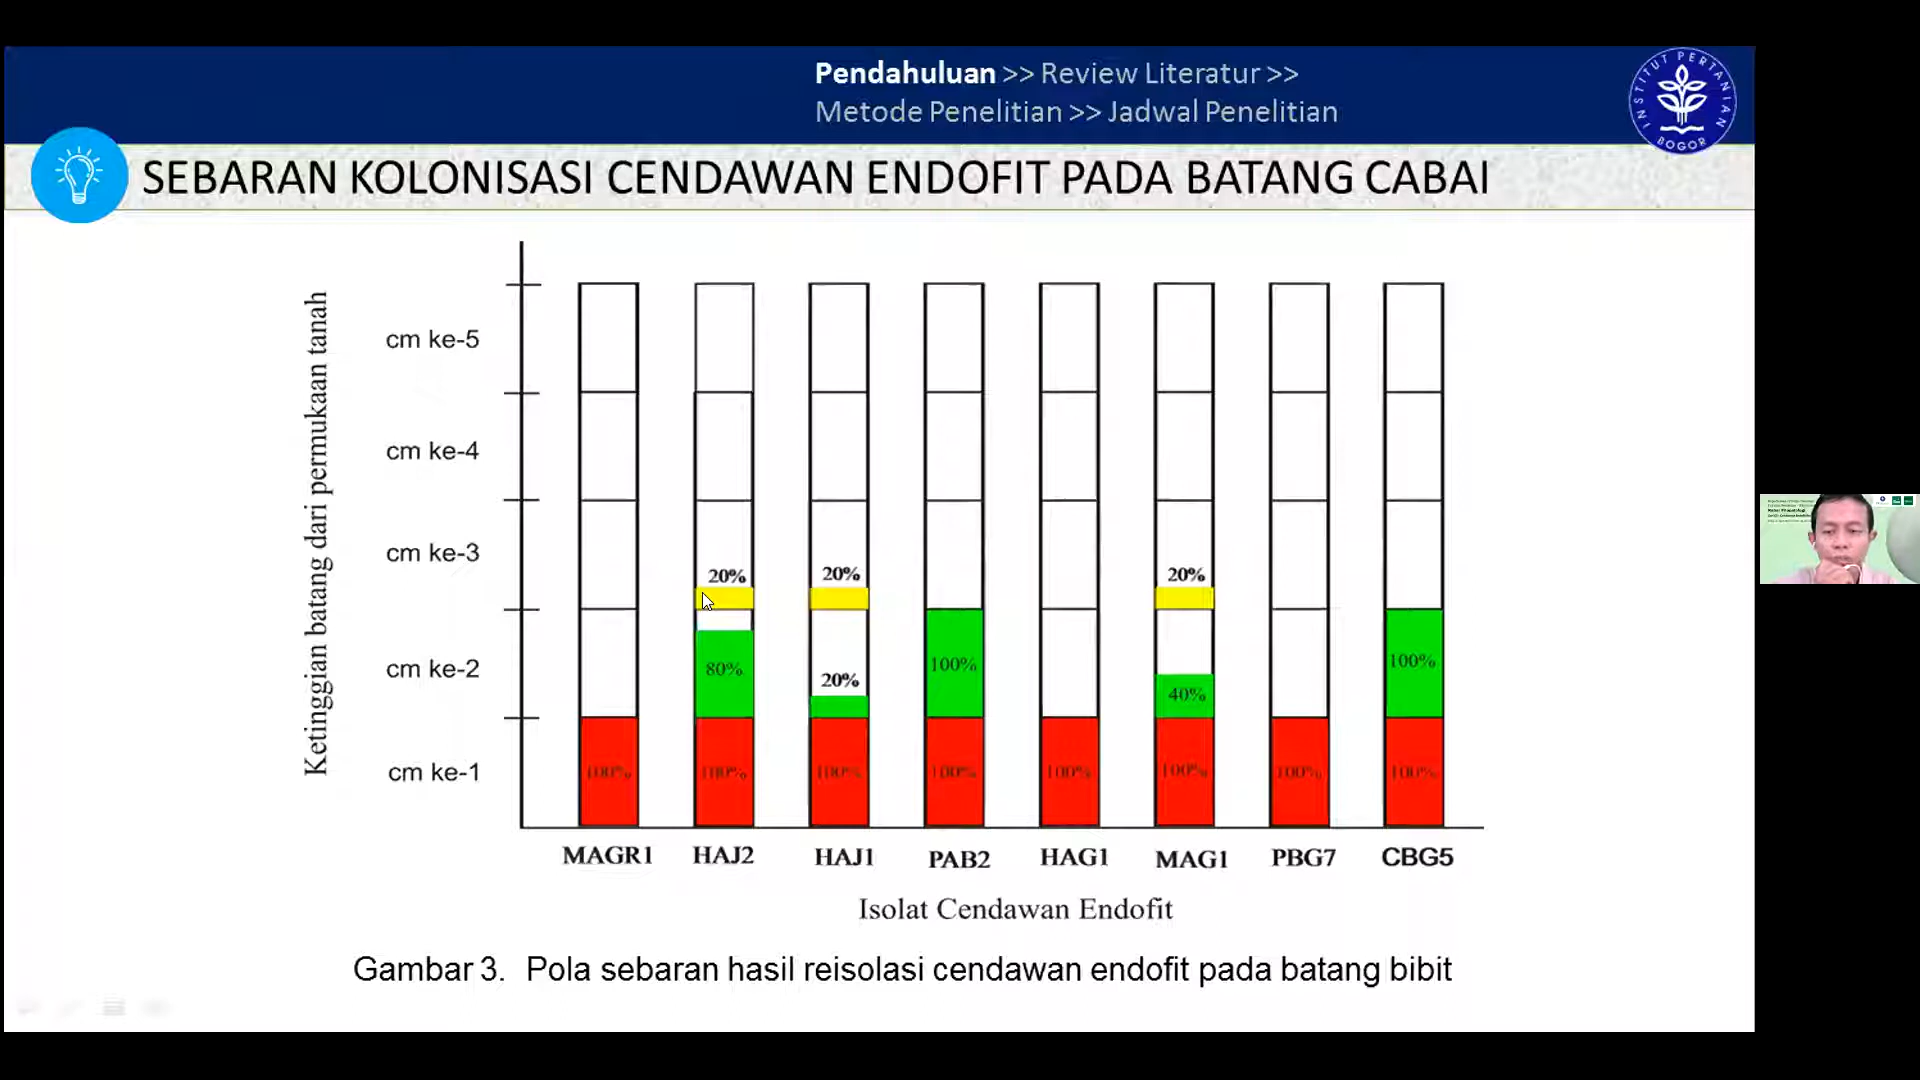 Pendahuluan >> Review Literatur >>
Metode Penelitian >> Jadwal Penelitian
INSTITUT PERTANIAN
BOGOR
SEBARAN KOLONISASI CENDAWAN ENDOFIT PADA BATANG CABAI
Ketinggian batang dari permukaan tanah
cm ke-5
cm ke-4
cm ke-3
20%
20%
20%
cm ke-2
80%
20%
100%
40%
100%
cm ke-1
100%
100%
100%
100%
100%
100%
100%
100%
MAGR1 HAJ2 HAJ1 PAB2 HAG1 MAG1 PBG7 CBG5
Isolat Cendawan Endofit
Gambar 3. Pola sebaran hasil reisolasi cendawan endofit pada batang bibit